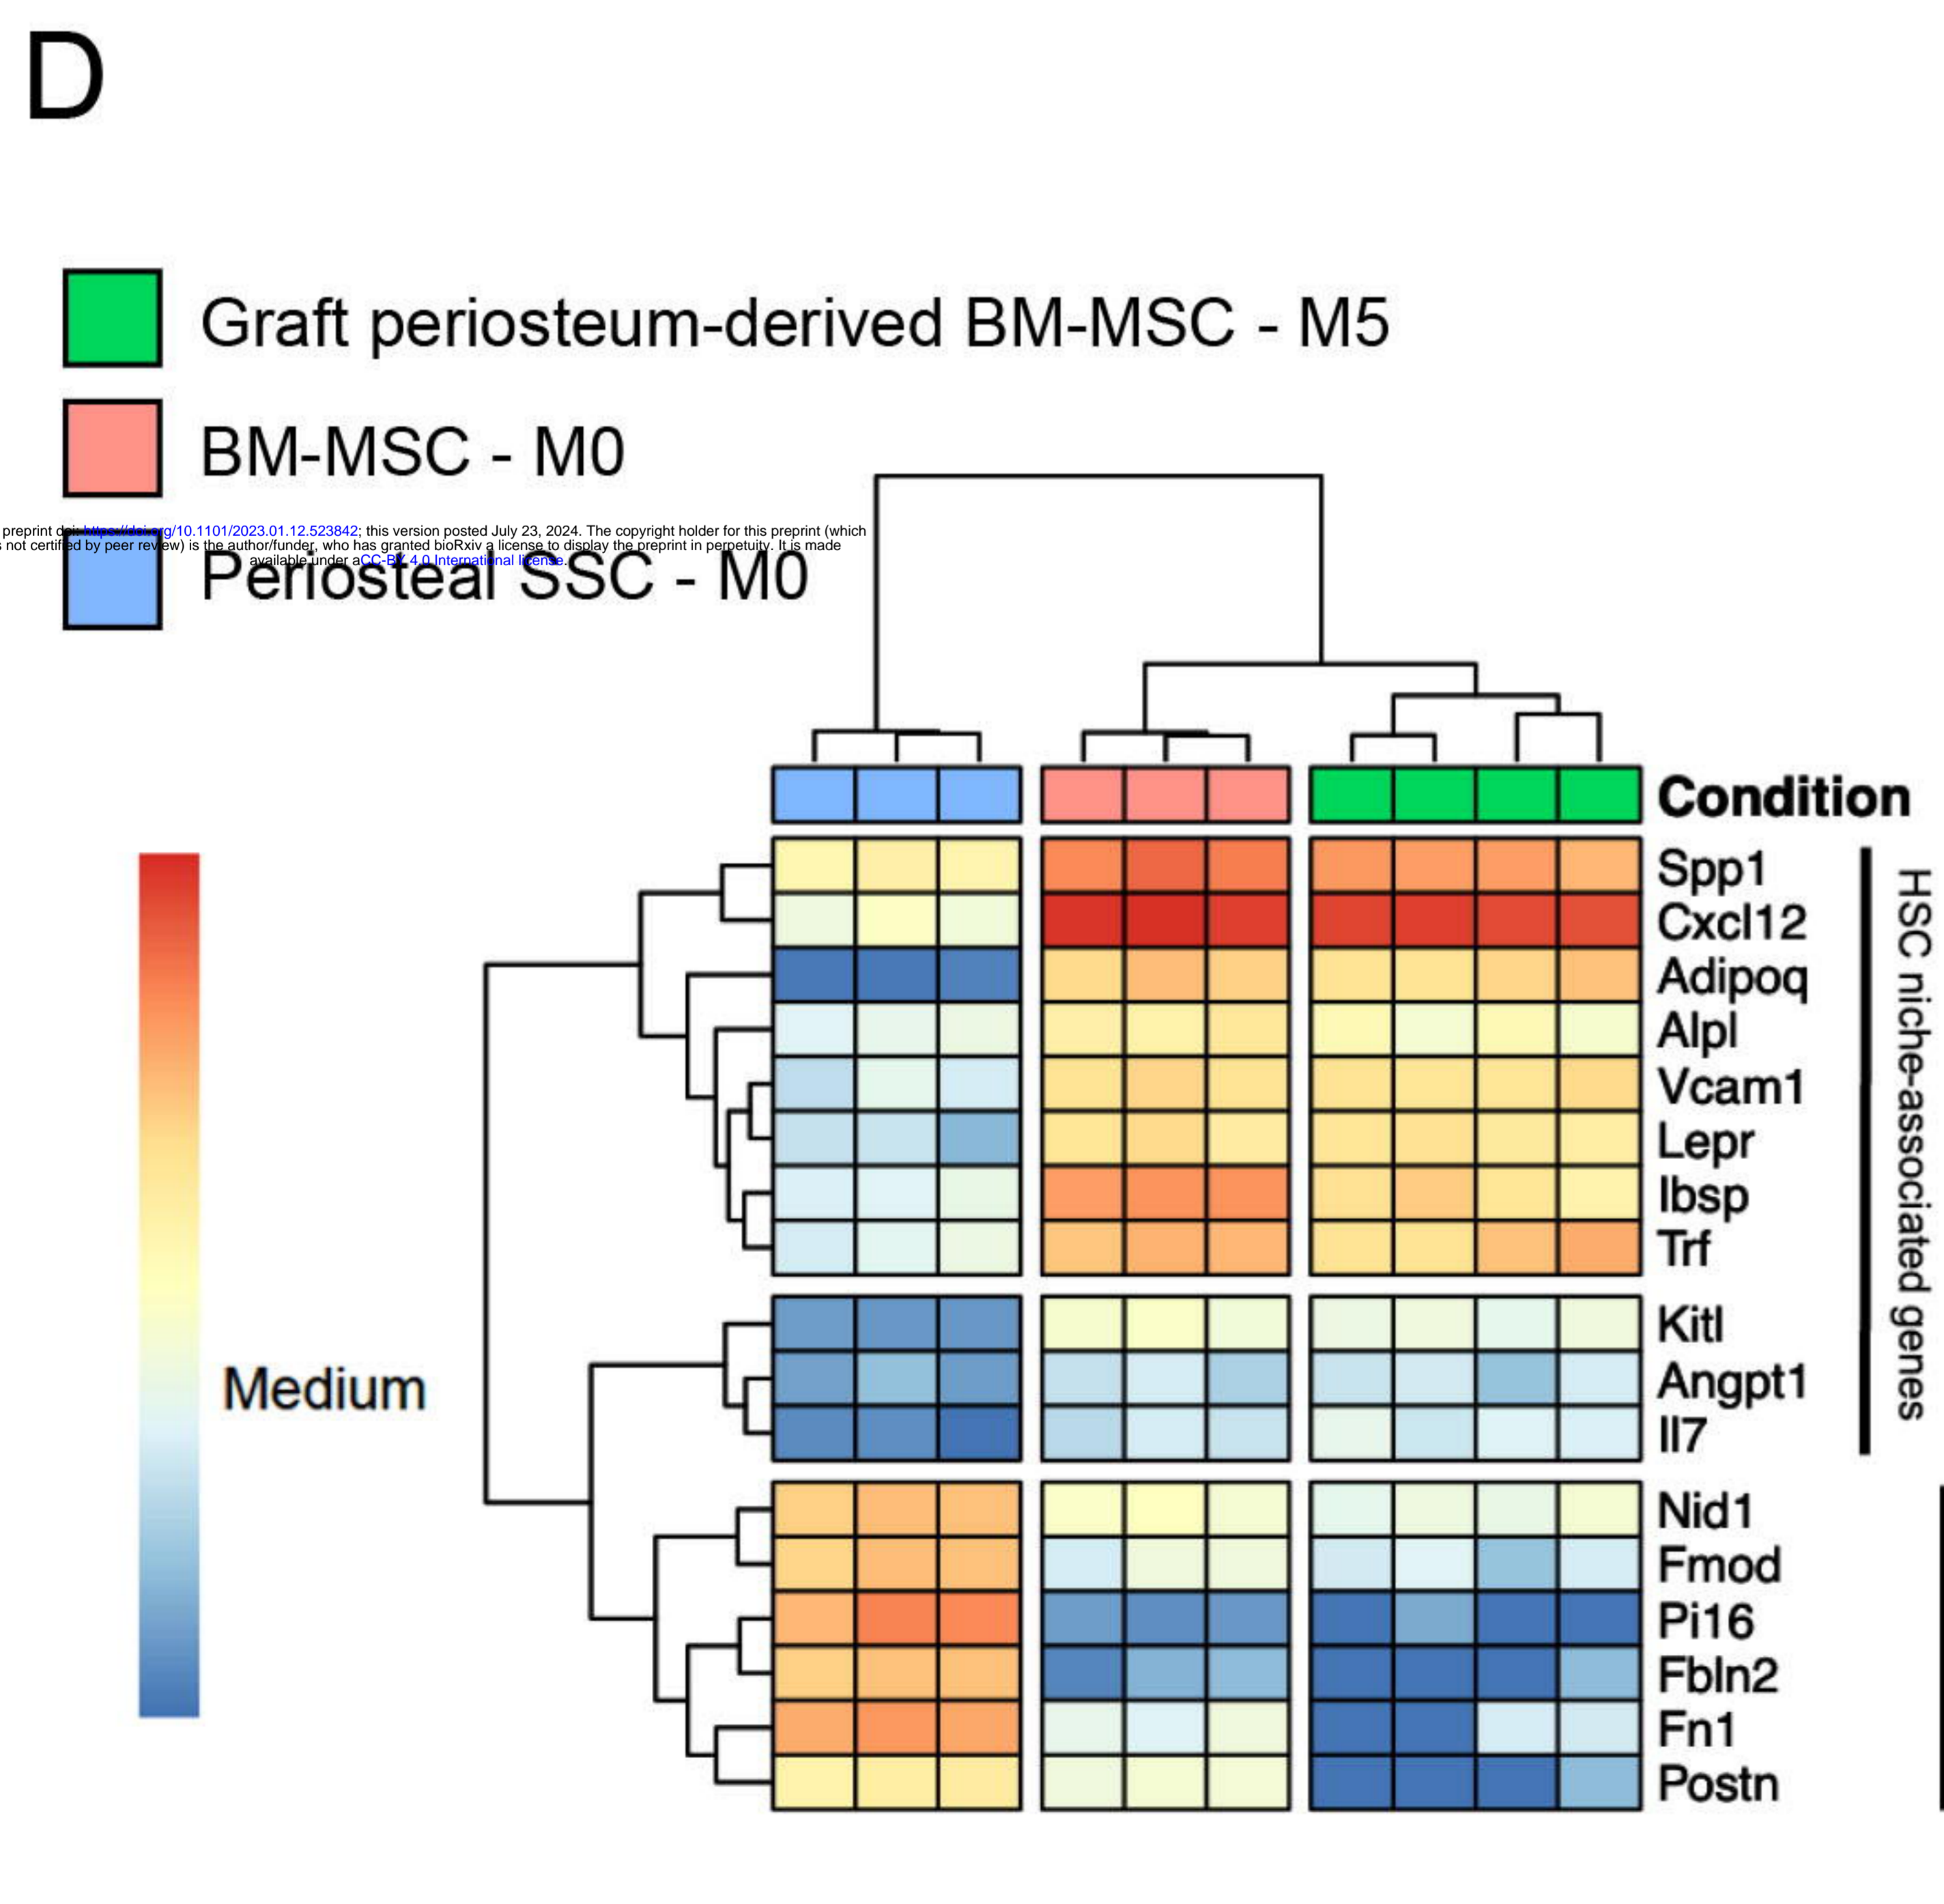 D
Graft periosteum-derived BM-MSC - M5
BM-MSC - M0
preprint doi: https://doi.org/10.1101/2023.01.12.523842; this version posted July 23, 2024. The copyright holder for this preprint (which
not certified by peer review) is the author/funder, who has granted bioRxiv a license to display the preprint in perpetuity. It is made
available under aCC-BY 4.0 International license.
Periosteal SSC - M0
Condition
Spp1
Cxcl12
Adipoq
Alpl
Vcam1
Lepr
Ibsp
Trf
Kitl
Angpt1
Il7
Nid1
Fmod
Pi16
Fbln2
Fn1
Postn
HSC niche-associated genes
Medium